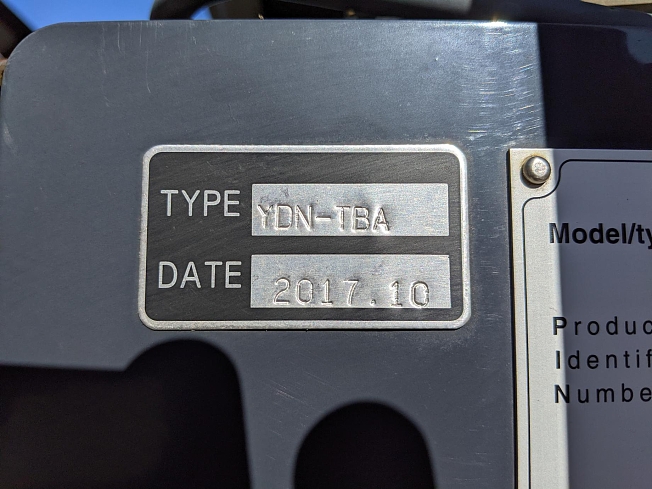 TYPE YDN-TBA
DATE 2017.10
Model/ty
Produc
Identif
Numbe